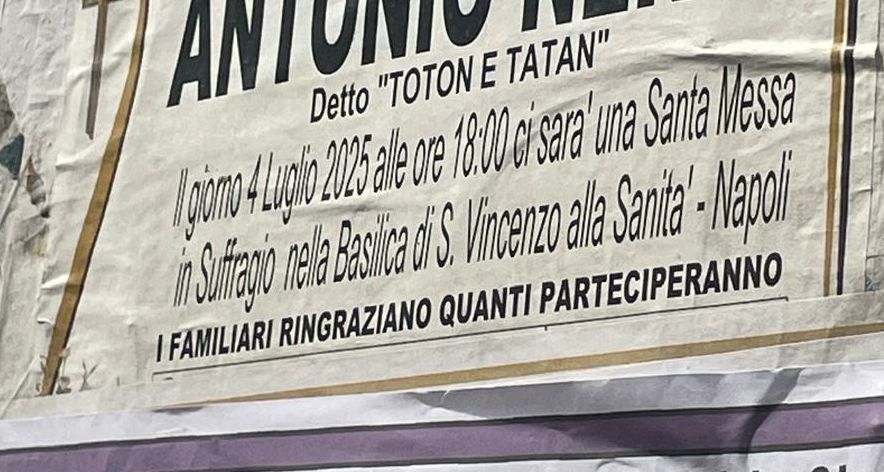 ANTONIO
Detto "TOTON E TATAN"
Il giorno 4 Luglio 2025 alle ore 18:00 ci sara' una Santa Messa
in Suffragio nella Basilica di S. Vincenzo alla Sanita' - Napoli
I FAMILIARI RINGRAZIANO QUANTI PARTECIPERANNO